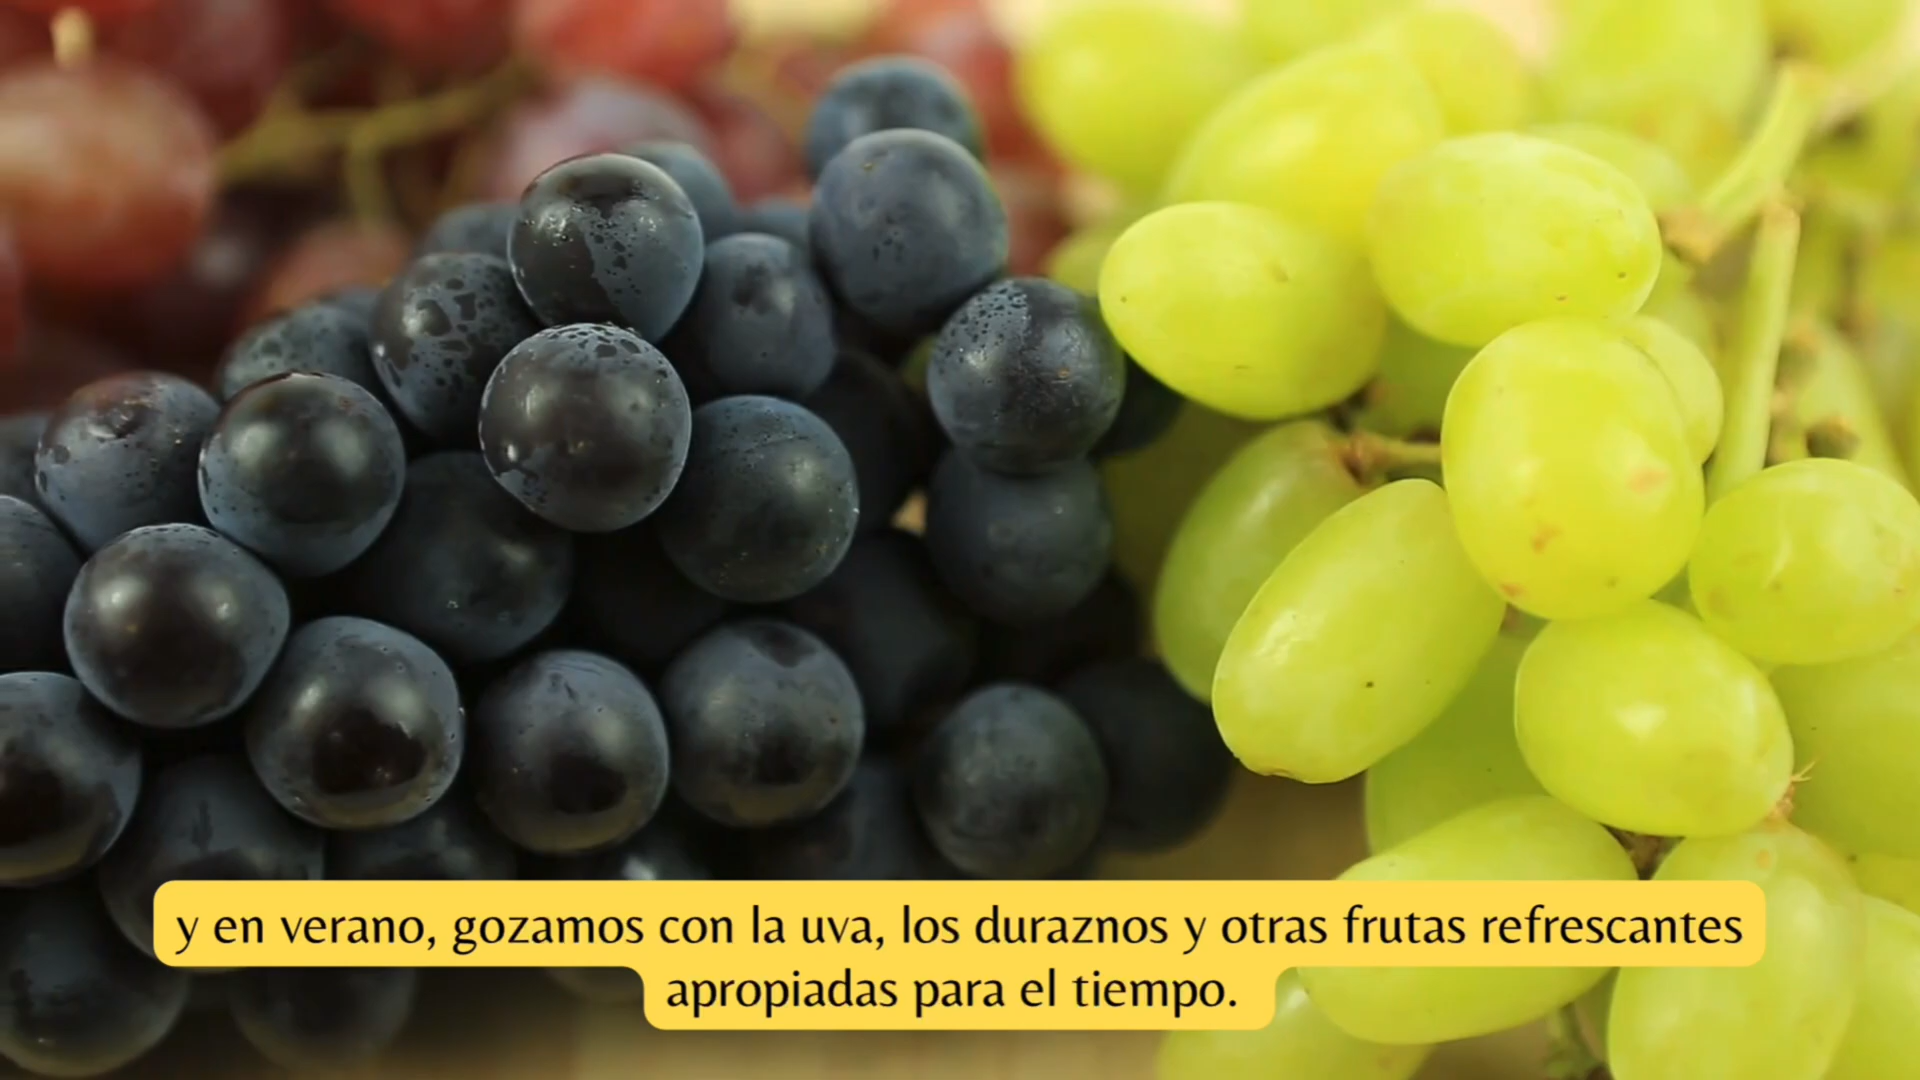 y en verano, gozamos con la uva, los duraznos y otras frutas refrescantes
apropiadas para el tiempo.